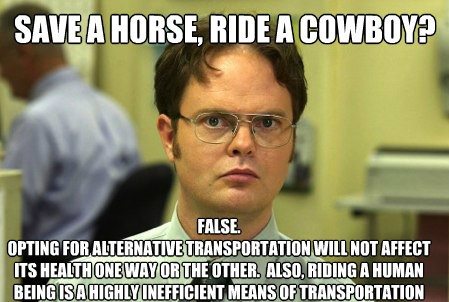 SAVE A HORSE, RIDE A COWBOY?
FALSE.
OPTING FOR ALTERNATIVE TRANSPORTATION WILL NOT AFFECT
ITS HEALTH ONE WAY OR THE OTHER. ALSO, RIDING A HUMAN
BEING IS A HIGHLY INEFFICIENT MEANS OF TRANSPORTATION